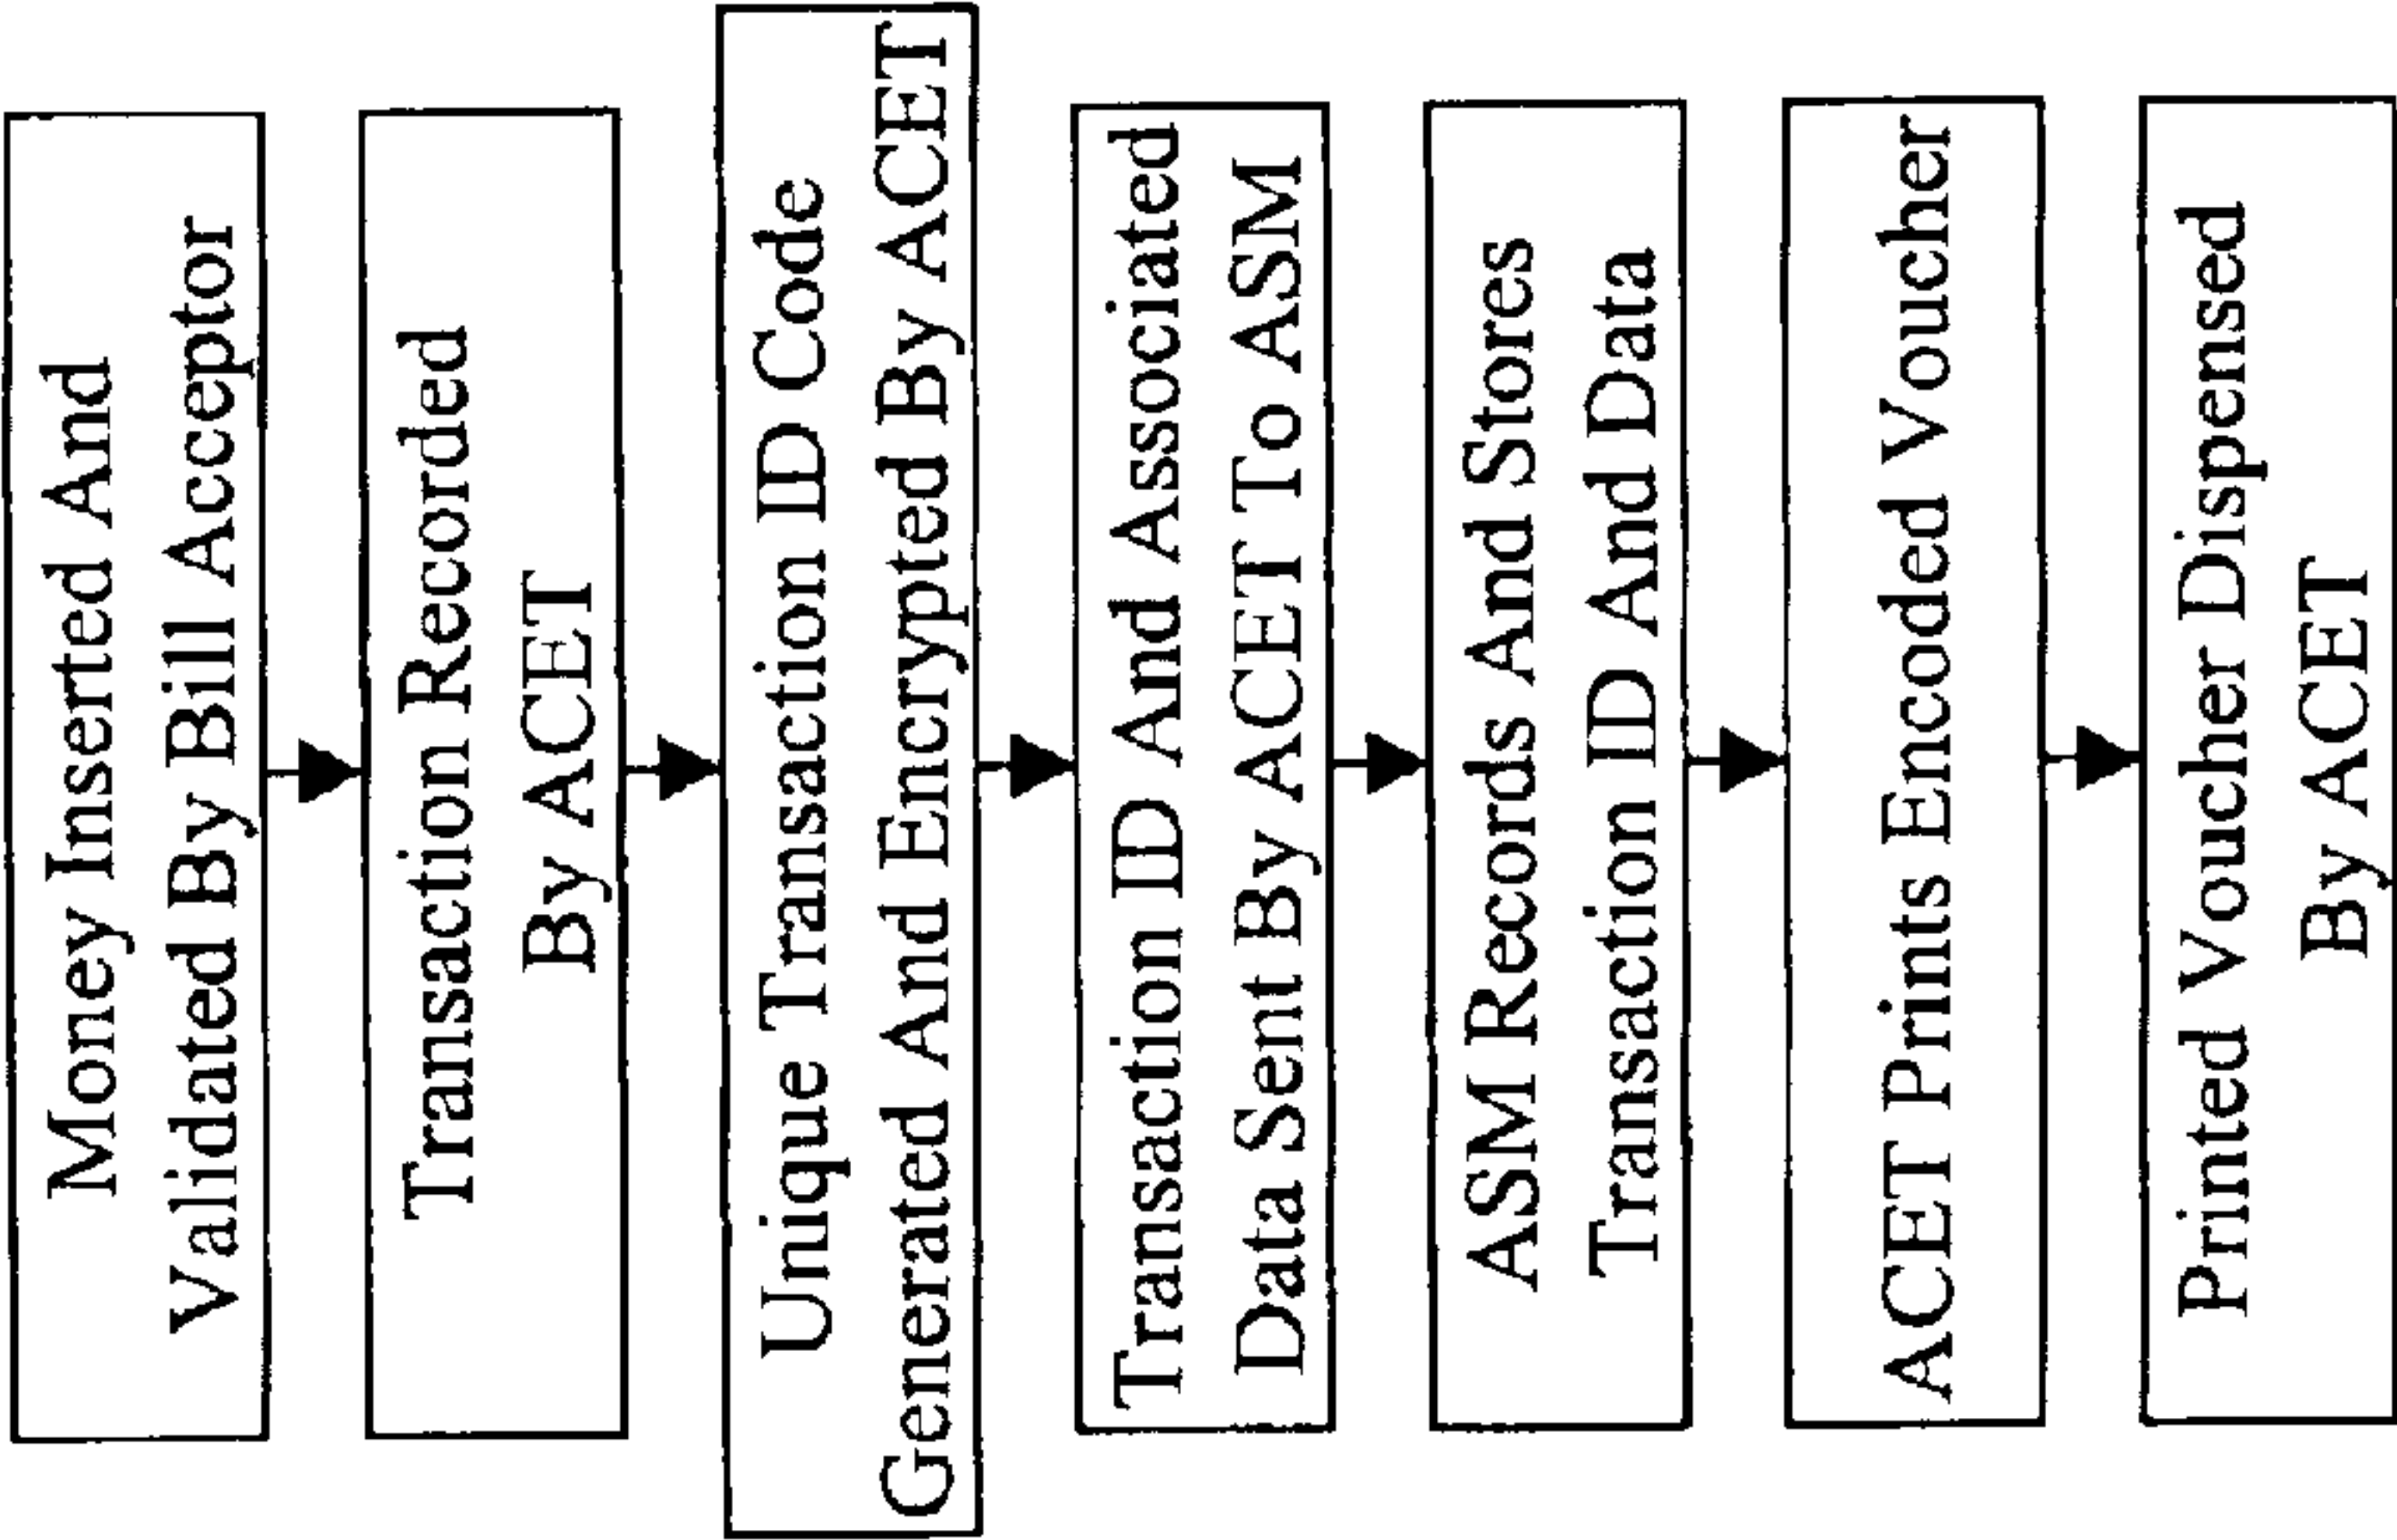 Money Inserted And
Validated By Bill Acceptor
Transaction Recorded
By ACET
Unique Transaction ID Code
Generated And Encrypted By ACET
Transaction ID And Associated
Data Sent By ACET To ASM
ASM Records And Stores
Transaction ID And Data
ACET Prints Encoded Voucher
Printed Voucher Dispensed
By ACET